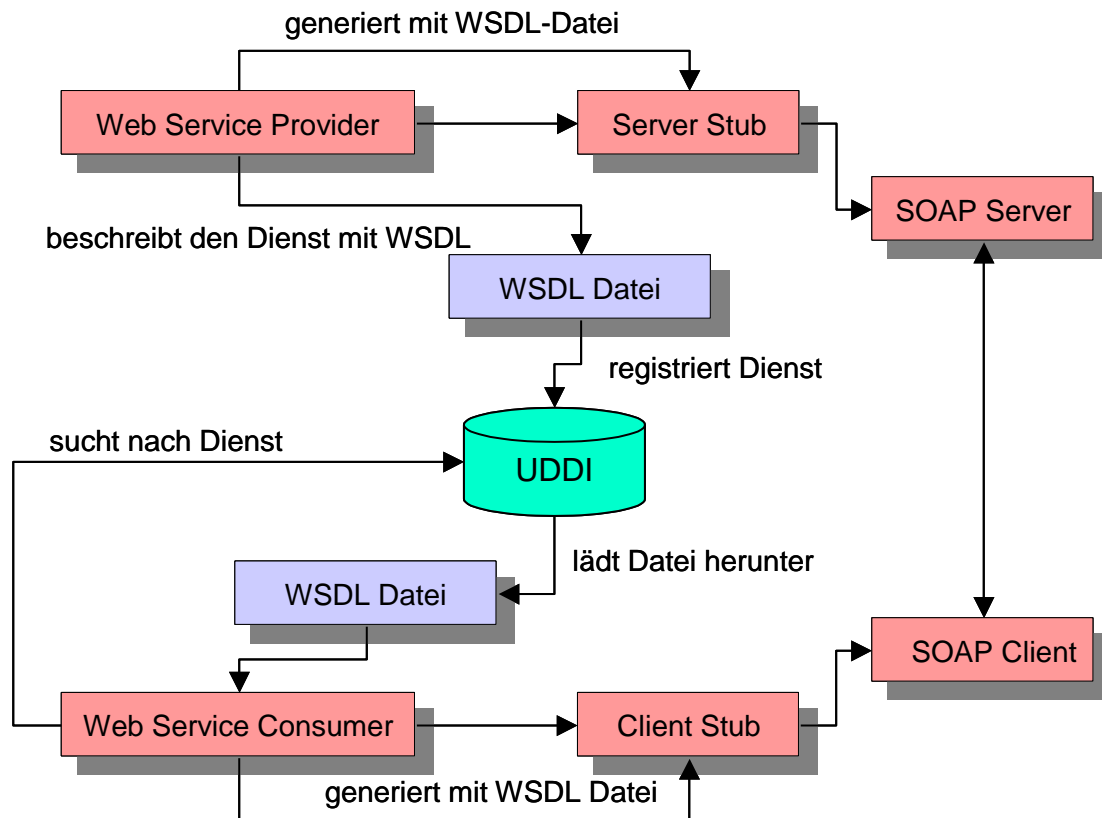 generiert mit WSDL-Datei
Web Service Provider
Server Stub
SOAP Server
beschreibt den Dienst mit WSDL
WSDL Datei
registriert Dienst
sucht nach Dienst
UDDI
lädt Datei herunter
WSDL Datei
SOAP Client
Web Service Consumer
Client Stub
generiert mit WSDL Datei